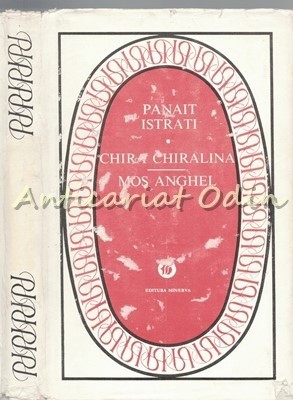 PANAIT
ISTRATI
CHIRA CHIRALINA
MOȘ ANGHEL
Anticariat Odin
EDITURA MINERVA